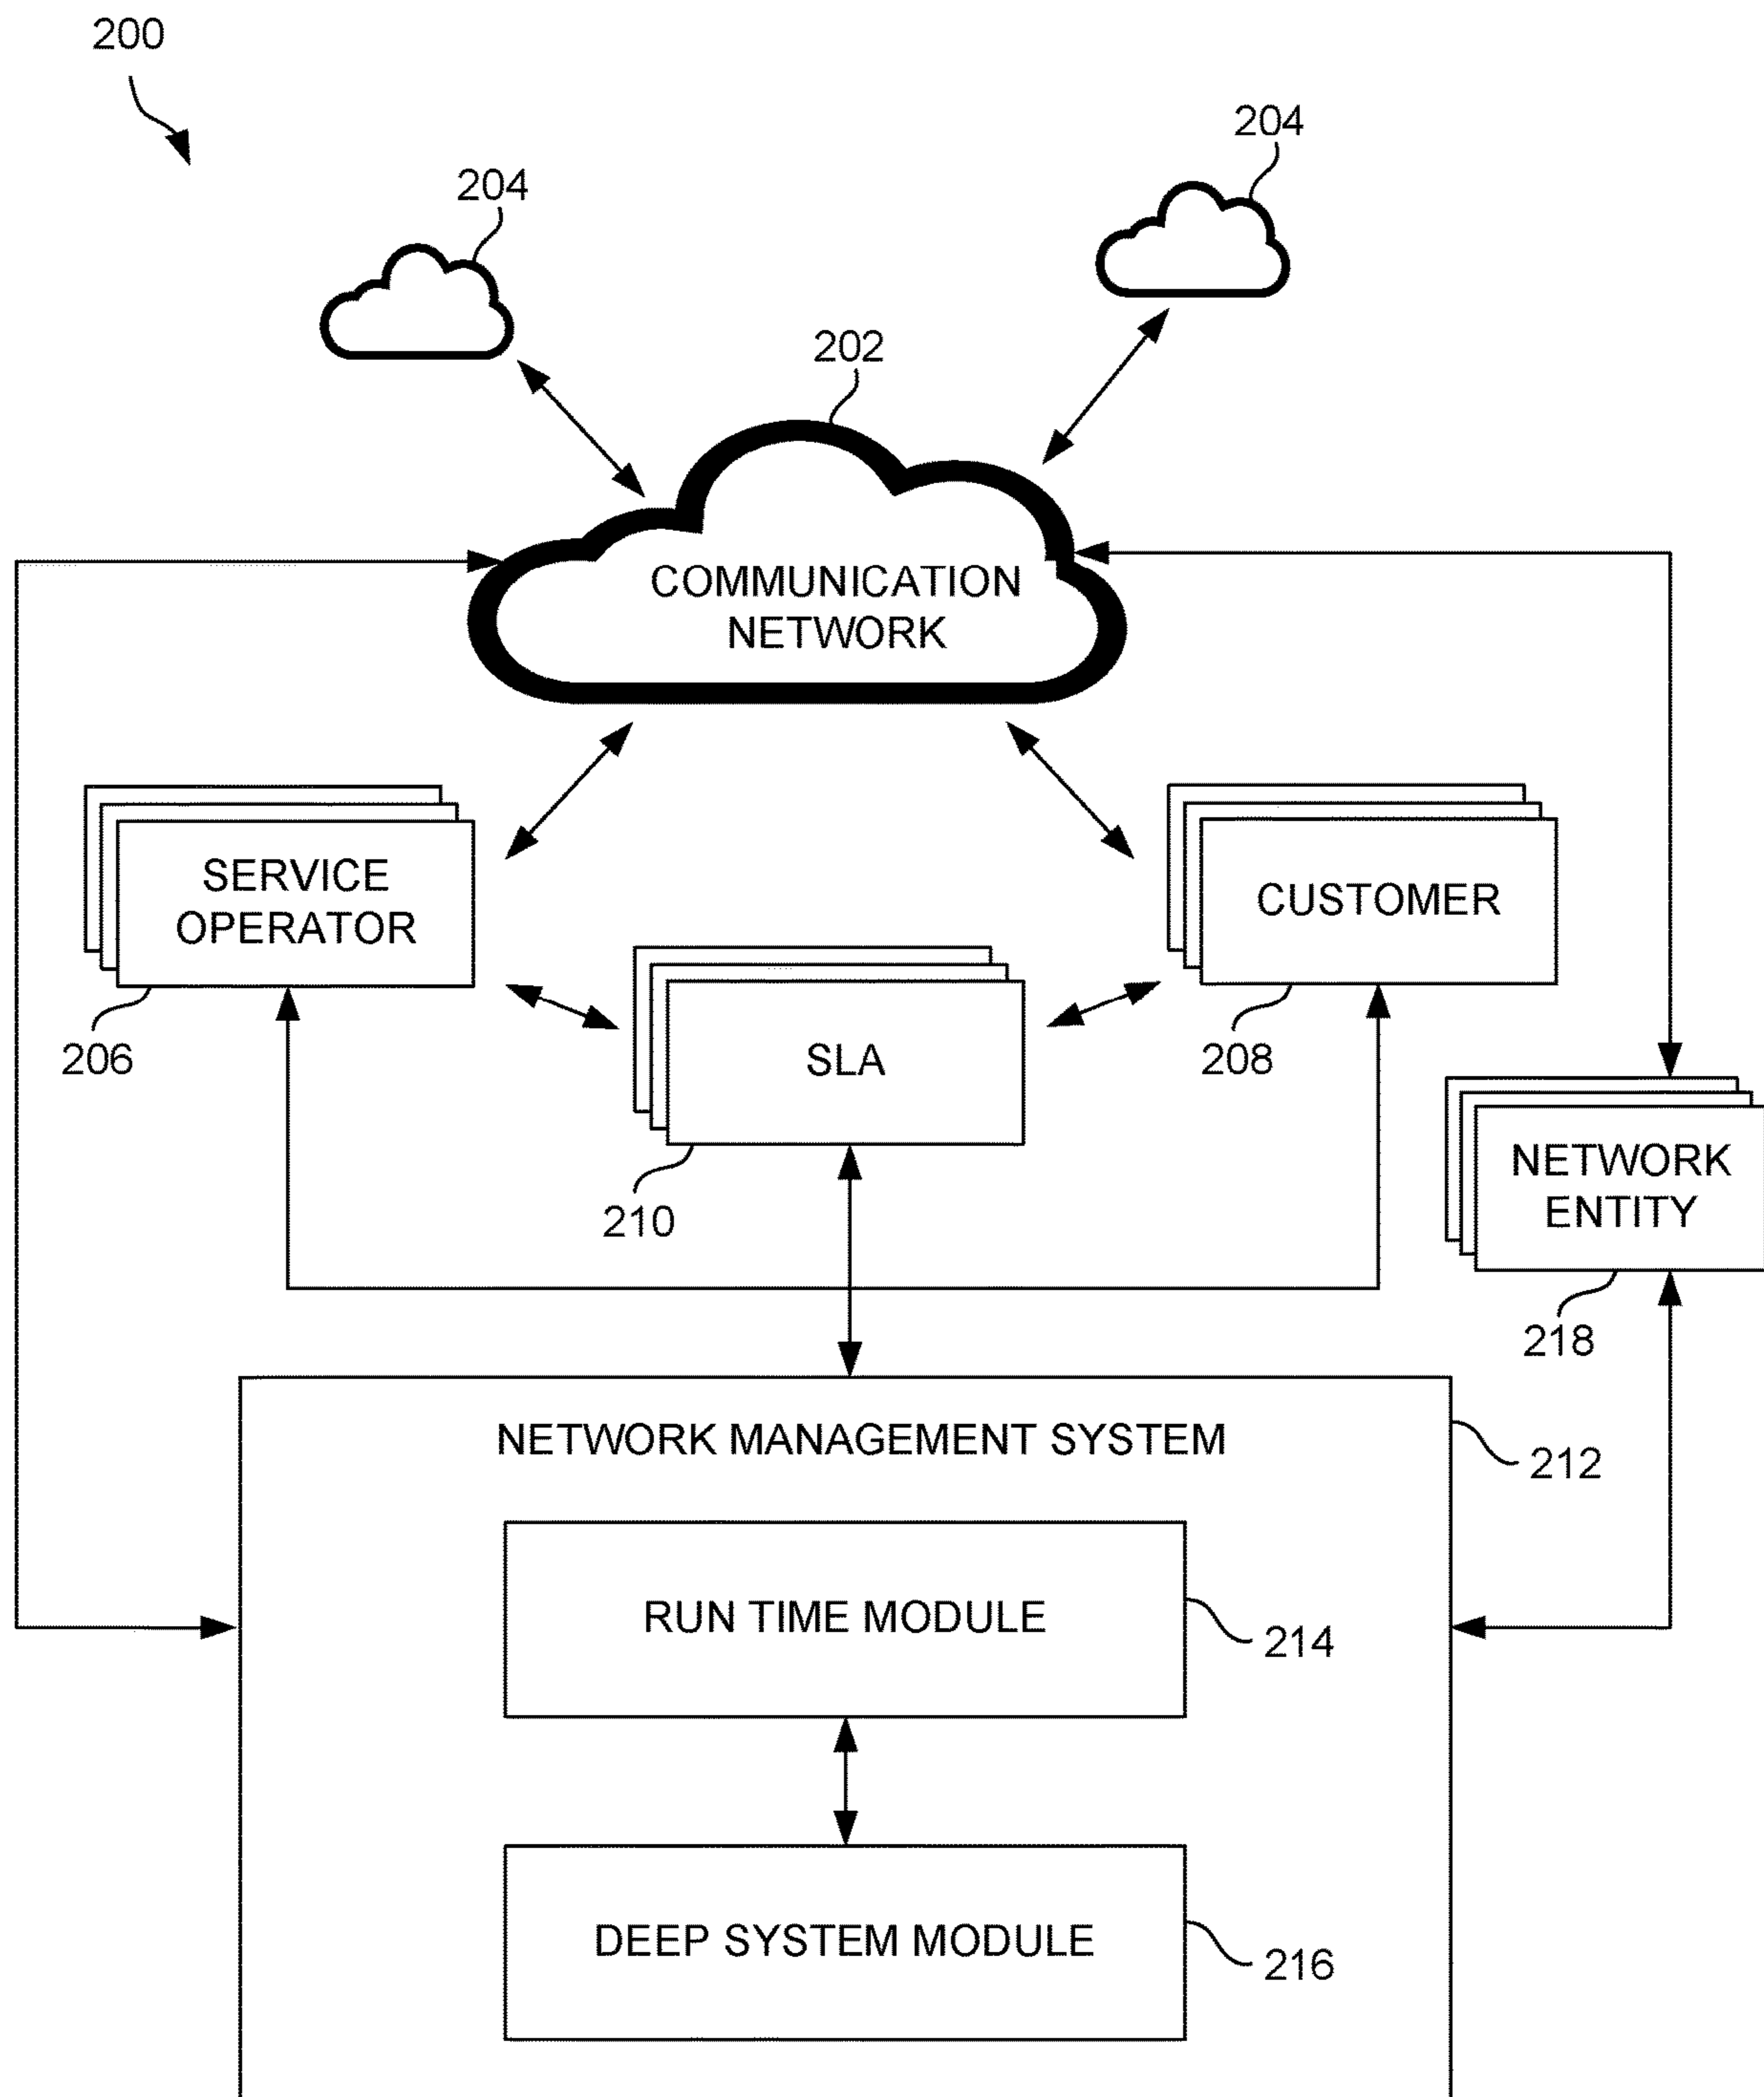 200
204
204
202
COMMUNICATION
NETWORK
SERVICE
OPERATOR
CUSTOMER
206
SLA
208
NETWORK
ENTITY
210
218
NETWORK MANAGEMENT SYSTEM
212
RUN TIME MODULE
214
DEEP SYSTEM MODULE
216